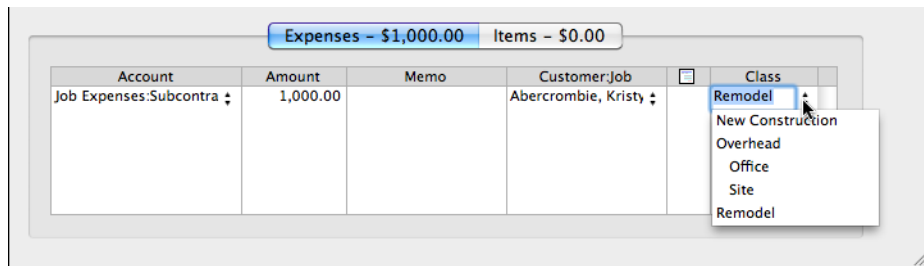 Expenses – $1,000.00 Items – $0.00
Account Amount Memo Customer:Job Class
Job Expenses:Subcontra 1,000.00 Abercrombie, Kristy Remodel
New Construction
Overhead
Office
Site
Remodel